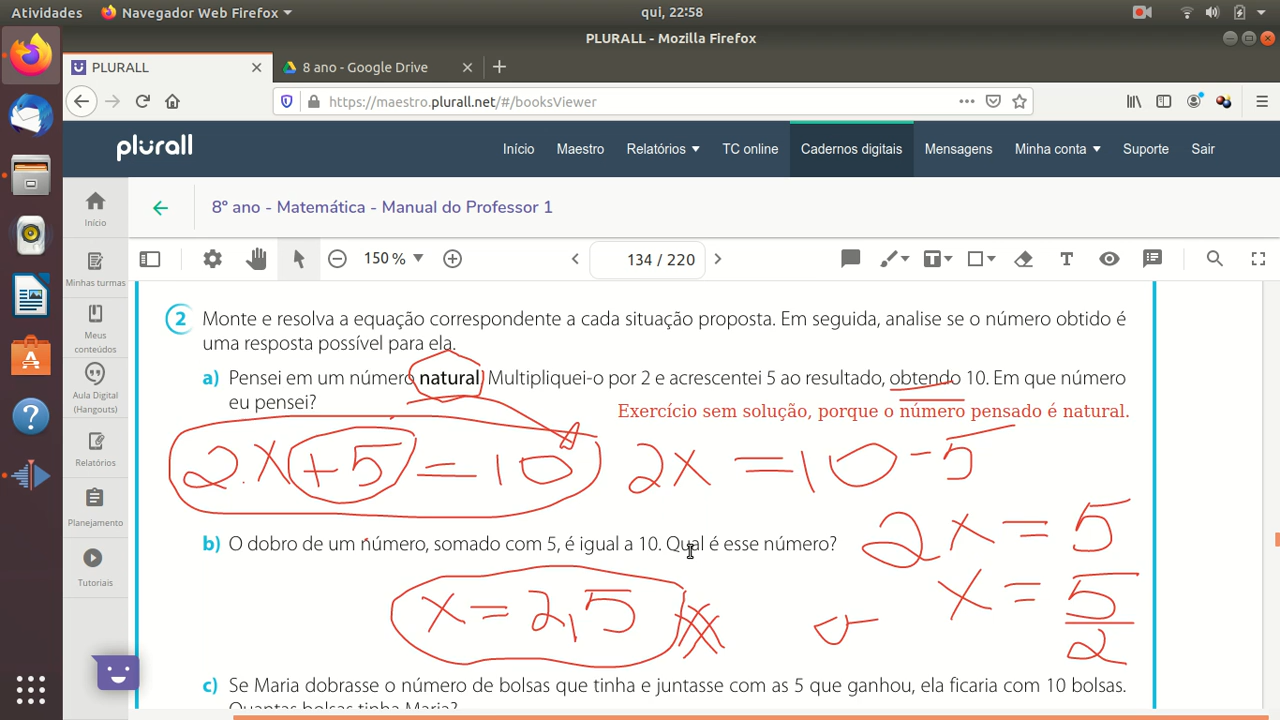 Atividades Navegador Web Firefox qui, 22:58
PLURALL - Mozilla Firefox
PLURALL 8 ano - Google Drive
https://maestro.plurall.net/#/booksViewer
plurall Início Maestro Relatórios TC online Cadernos digitais Mensagens Minha conta Suporte Sair
8º ano - Matemática - Manual do Professor 1
Início
Minhas turmas
Meus conteúdos
Aula Digital (Hangouts)
Relatórios
Planejamento
Tutoriais
150 % 134 / 220
2 Monte e resolva a equação correspondente a cada situação proposta. Em seguida, analise se o número obtido é
uma resposta possível para ela.
a) Pensei em um número natural. Multipliquei-o por 2 e acrescentei 5 ao resultado, obtendo 10. Em que número
eu pensei?
Exercício sem solução, porque o número pensado é natural.
2.x+5=10 2x=10-5
2x=5
b) O dobro de um número, somado com 5, é igual a 10. Qual é esse número?
x=2,5 x=5/2
c) Se Maria dobrasse o número de bolsas que tinha e juntasse com as 5 que ganhou, ela ficaria com 10 bolsas.
Quantas bolsas tinha Maria?